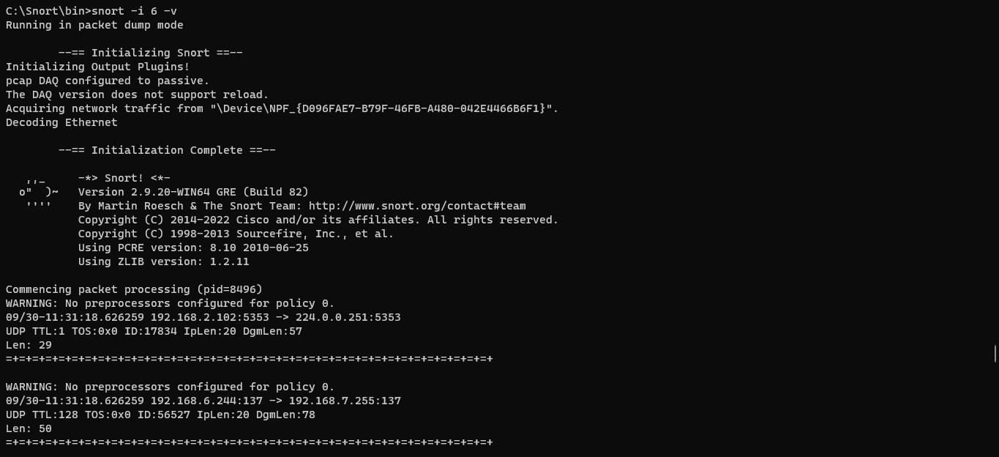 C:\Snort\bin>snort -i 6 -v
Running in packet dump mode

        --== Initializing Snort ==--
Initializing Output Plugins!
pcap DAQ configured to passive.
The DAQ version does not support reload.
Acquiring network traffic from "\Device\NPF_{D096FAE7-B79F-46FB-A480-042E4466B6F1}".
Decoding Ethernet

        --== Initialization Complete ==--

   ,,_     -*> Snort! <*-
  o"  )~   Version 2.9.20-WIN64 GRE (Build 82)
   ''''    By Martin Roesch & The Snort Team: http://www.snort.org/contact#team
           Copyright (C) 2014-2022 Cisco and/or its affiliates. All rights reserved.
           Copyright (C) 1998-2013 Sourcefire, Inc., et al.
           Using PCRE version: 8.10 2010-06-25
           Using ZLIB version: 1.2.11

Commencing packet processing (pid=8496)
WARNING: No preprocessors configured for policy 0.
09/30-11:31:18.626259 192.168.2.102:5353 -> 224.0.0.251:5353
UDP TTL:1 TOS:0x0 ID:17834 IpLen:20 DgmLen:57
Len: 29
=+=+=+=+=+=+=+=+=+=+=+=+=+=+=+=+=+=+=+=+=+=+=+=+=+=+=+=+=+=+=+=+=+=+=+=+=+

WARNING: No preprocessors configured for policy 0.
09/30-11:31:18.626259 192.168.6.244:137 -> 192.168.7.255:137
UDP TTL:128 TOS:0x0 ID:56527 IpLen:20 DgmLen:78
Len: 50
=+=+=+=+=+=+=+=+=+=+=+=+=+=+=+=+=+=+=+=+=+=+=+=+=+=+=+=+=+=+=+=+=+=+=+=+=+